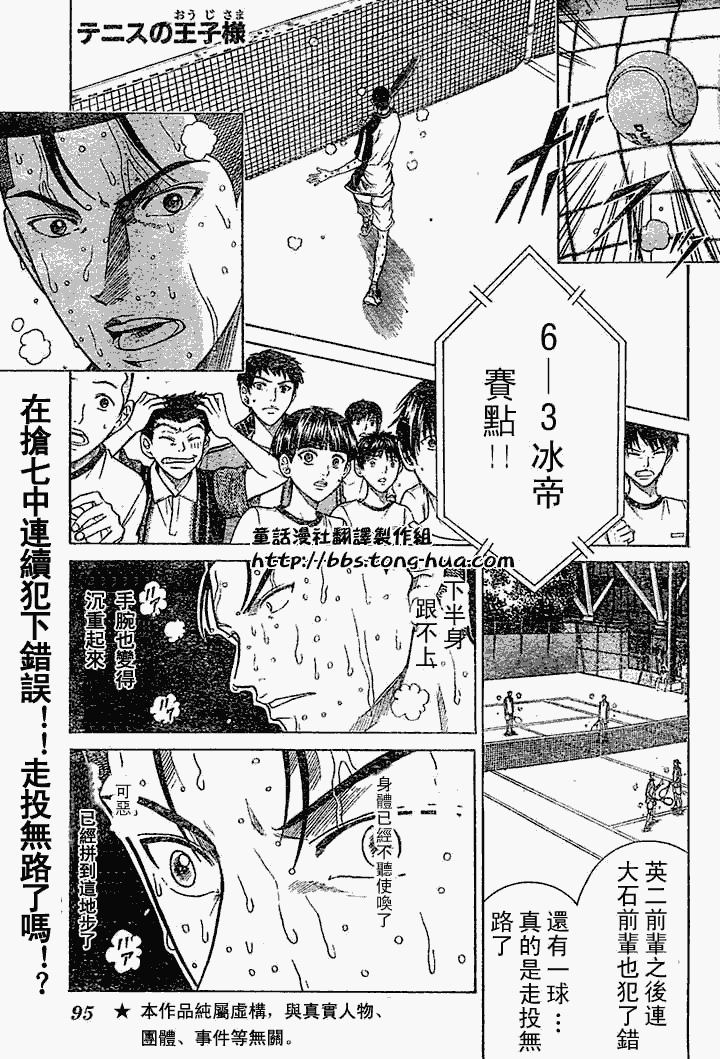 テニスの王子様
おうじさま
6—3冰帝
賽點!!
在搶七中連續犯下錯誤!!走投無路了嗎!?
童話漫社翻譯製作組
http://bbs.tong-hua.com
英二前輩之後連
大石前輩也犯了錯
還有一球…
真的是走投無
路了
下半身
跟不上
手腕也變得
沉重起來
身體已經不聽使喚了
可惡
已經拼到這地步了
ハァ
95
★ 本作品純屬虛構，與真實人物、
團體、事件等無關。